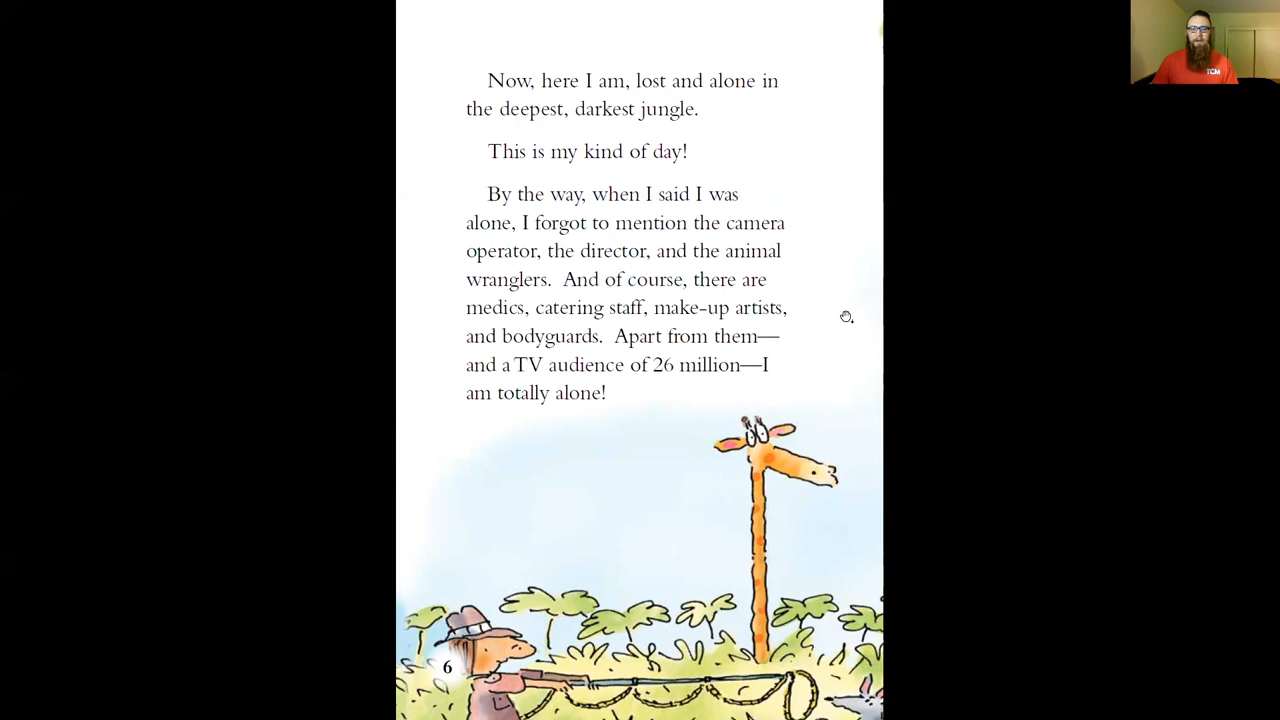 Now, here I am, lost and alone in
the deepest, darkest jungle.
This is my kind of day!
By the way, when I said I was
alone, I forgot to mention the camera
operator, the director, and the animal
wranglers. And of course, there are
medics, catering staff, make-up artists,
and bodyguards. Apart from them—
and a TV audience of 26 million—I
am totally alone!
6
TCM